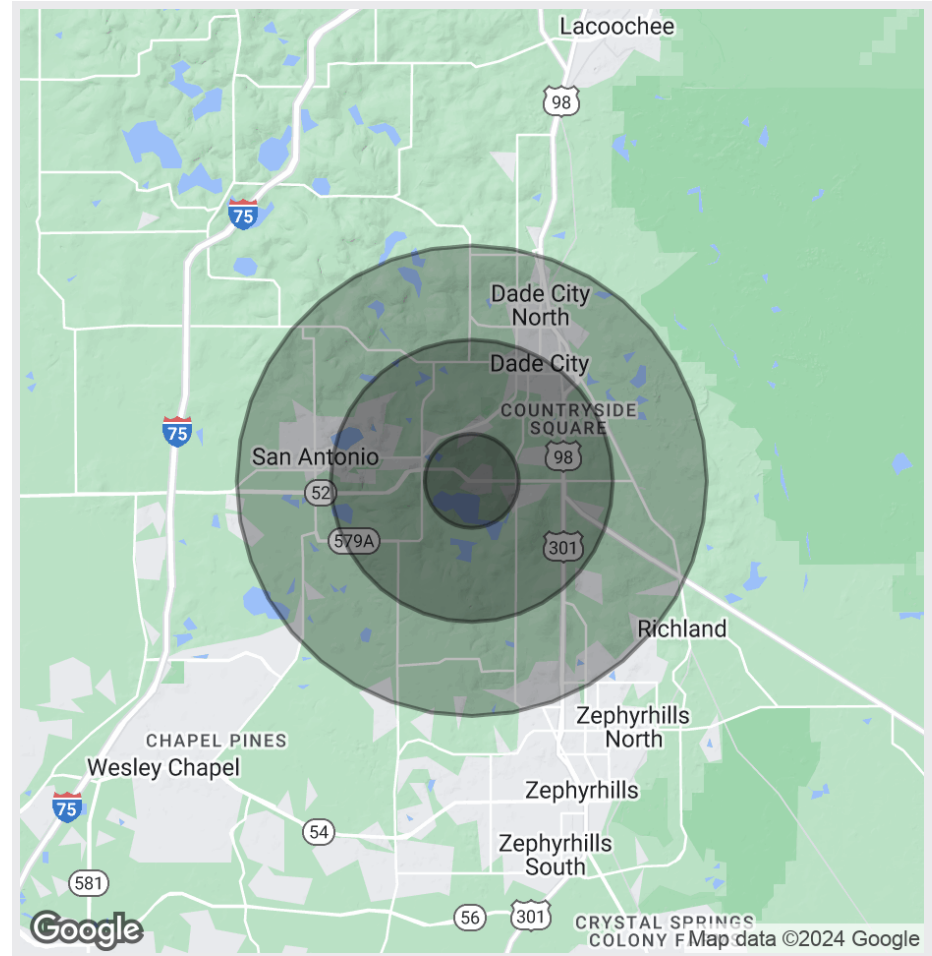 Lacoochee
98
75
Dade City
North
Dade City
COUNTRYSIDE
SQUARE
75
San Antonio
98
52
579A
301
Richland
Zephyrhills
North
CHAPEL PINES
Wesley Chapel
Zephyrhills
75
54
Zephyrhills
South
581
56
301
CRYSTAL SPRINGS
COLONY
Google
Map data ©2024 Google